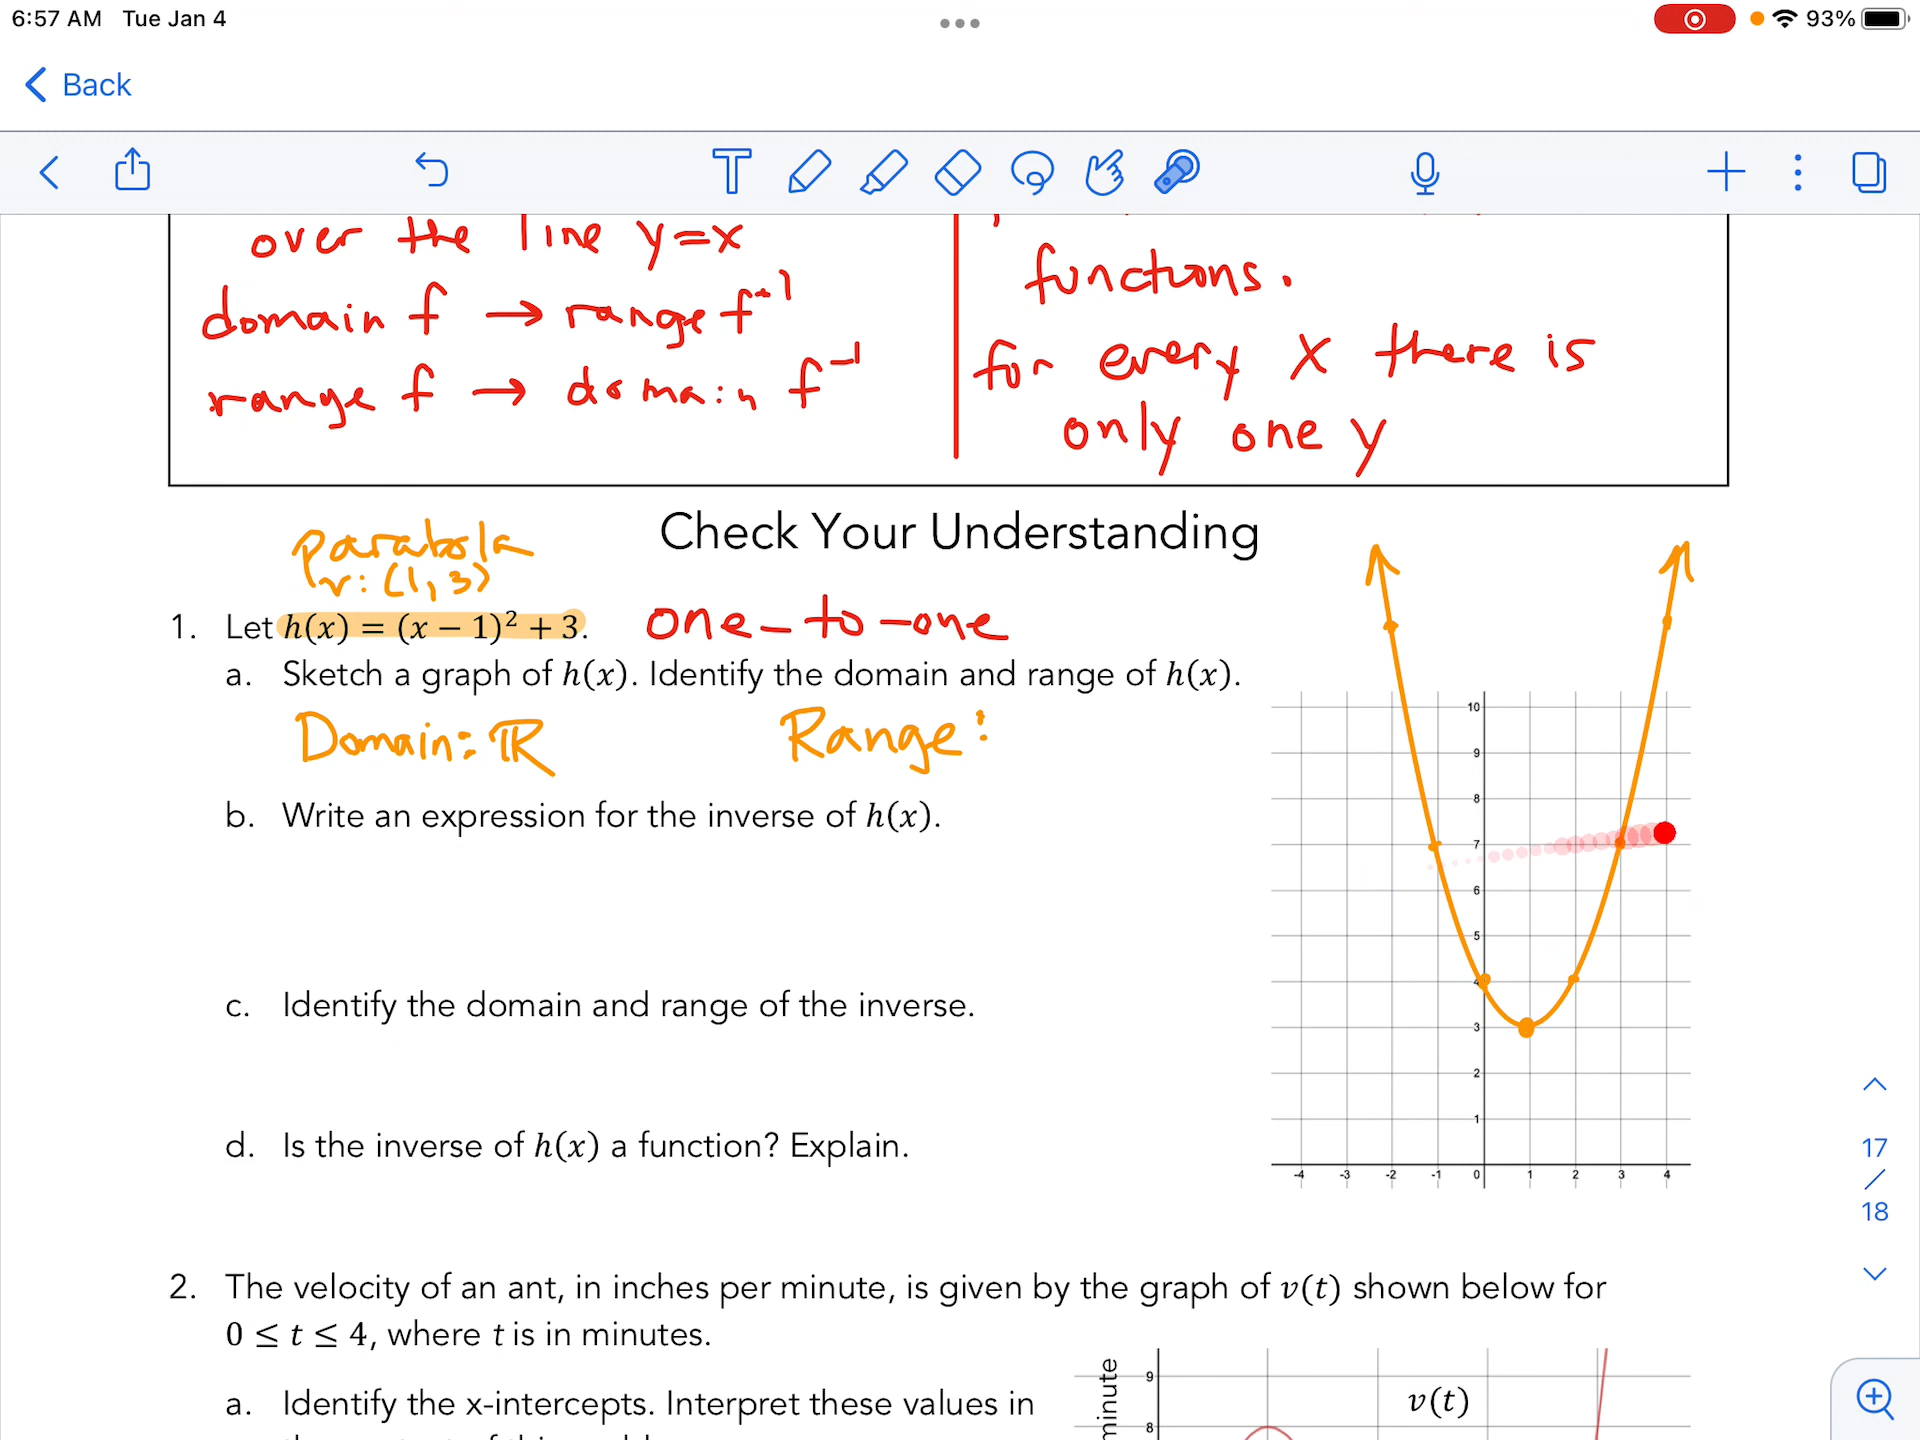 6:57 AM Tue Jan 4
93%
Back
over the line y=x
domain f → range f⁻¹
range f → domain f⁻¹
functions.
for every x there is
only one y
Check Your Understanding
parabola
v: (1,3)
1. Let h(x) = (x − 1)² + 3. one-to-one
a. Sketch a graph of h(x). Identify the domain and range of h(x).
Domain: ℝ Range:
b. Write an expression for the inverse of h(x).
c. Identify the domain and range of the inverse.
d. Is the inverse of h(x) a function? Explain.
10
9
8
7
6
5
4
3
2
1
-4 -3 -2 -1 0 1 2 3 4
17
/
18
2. The velocity of an ant, in inches per minute, is given by the graph of v(t) shown below for
0 ≤ t ≤ 4, where t is in minutes.
a. Identify the x-intercepts. Interpret these values in
minute
9
8
v(t)